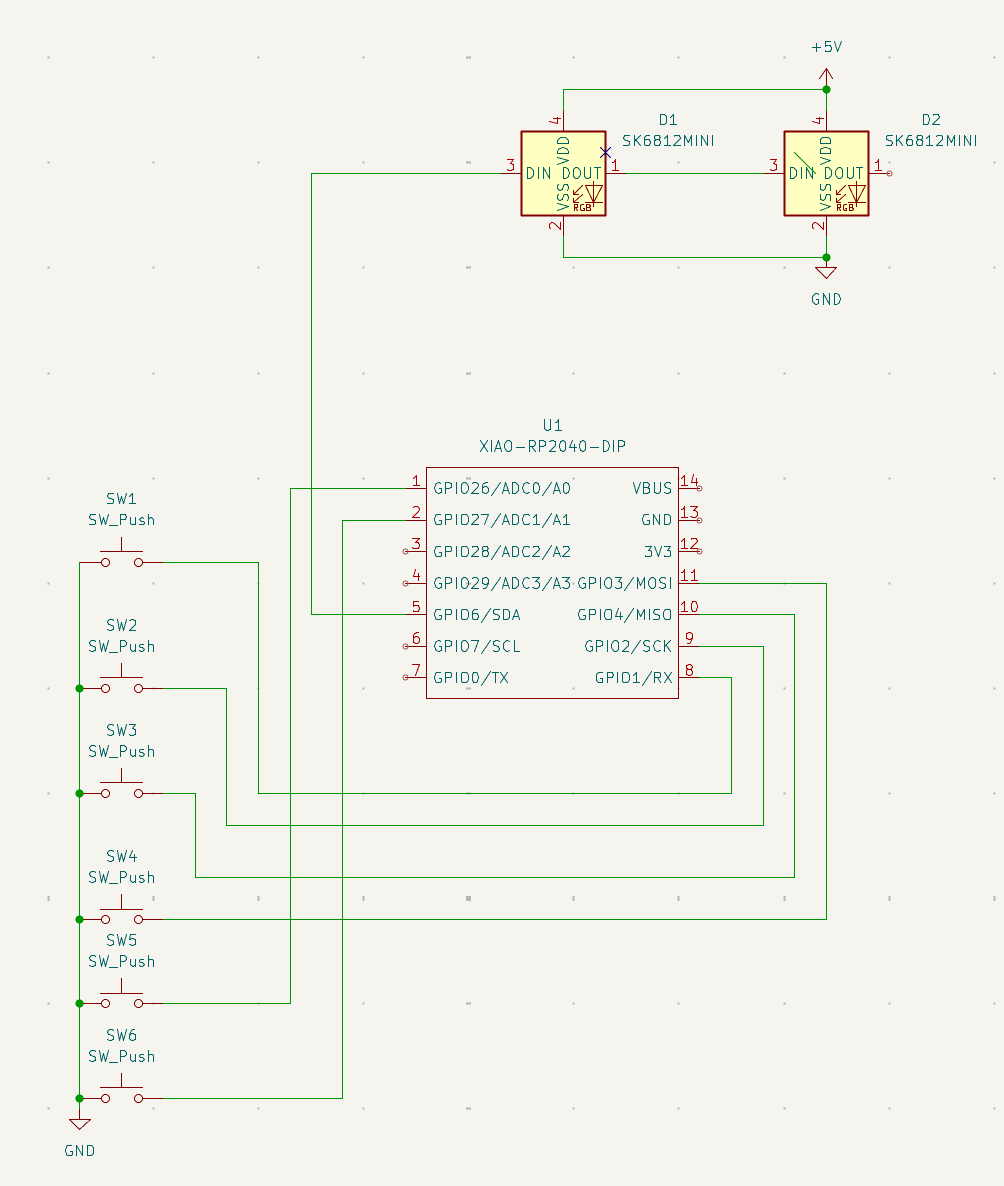 +5V
D1
SK6812MINI
D2
SK6812MINI
4
VDD
3
DIN
DOUT
1
VSS
RGB
2
4
VDD
3
DIN
DOUT
1
VSS
RGB
2
GND
U1
XIAO-RP2040-DIP
1 GPIO26/ADC0/A0 VBUS 14
2 GPIO27/ADC1/A1 GND 13
3 GPIO28/ADC2/A2 3V3 12
4 GPIO29/ADC3/A3 GPIO3/MOSI 11
5 GPIO6/SDA GPIO4/MISO 10
6 GPIO7/SCL GPIO2/SCK 9
7 GPIO0/TX GPIO1/RX 8
SW1
SW_Push
SW2
SW_Push
SW3
SW_Push
SW4
SW_Push
SW5
SW_Push
SW6
SW_Push
GND